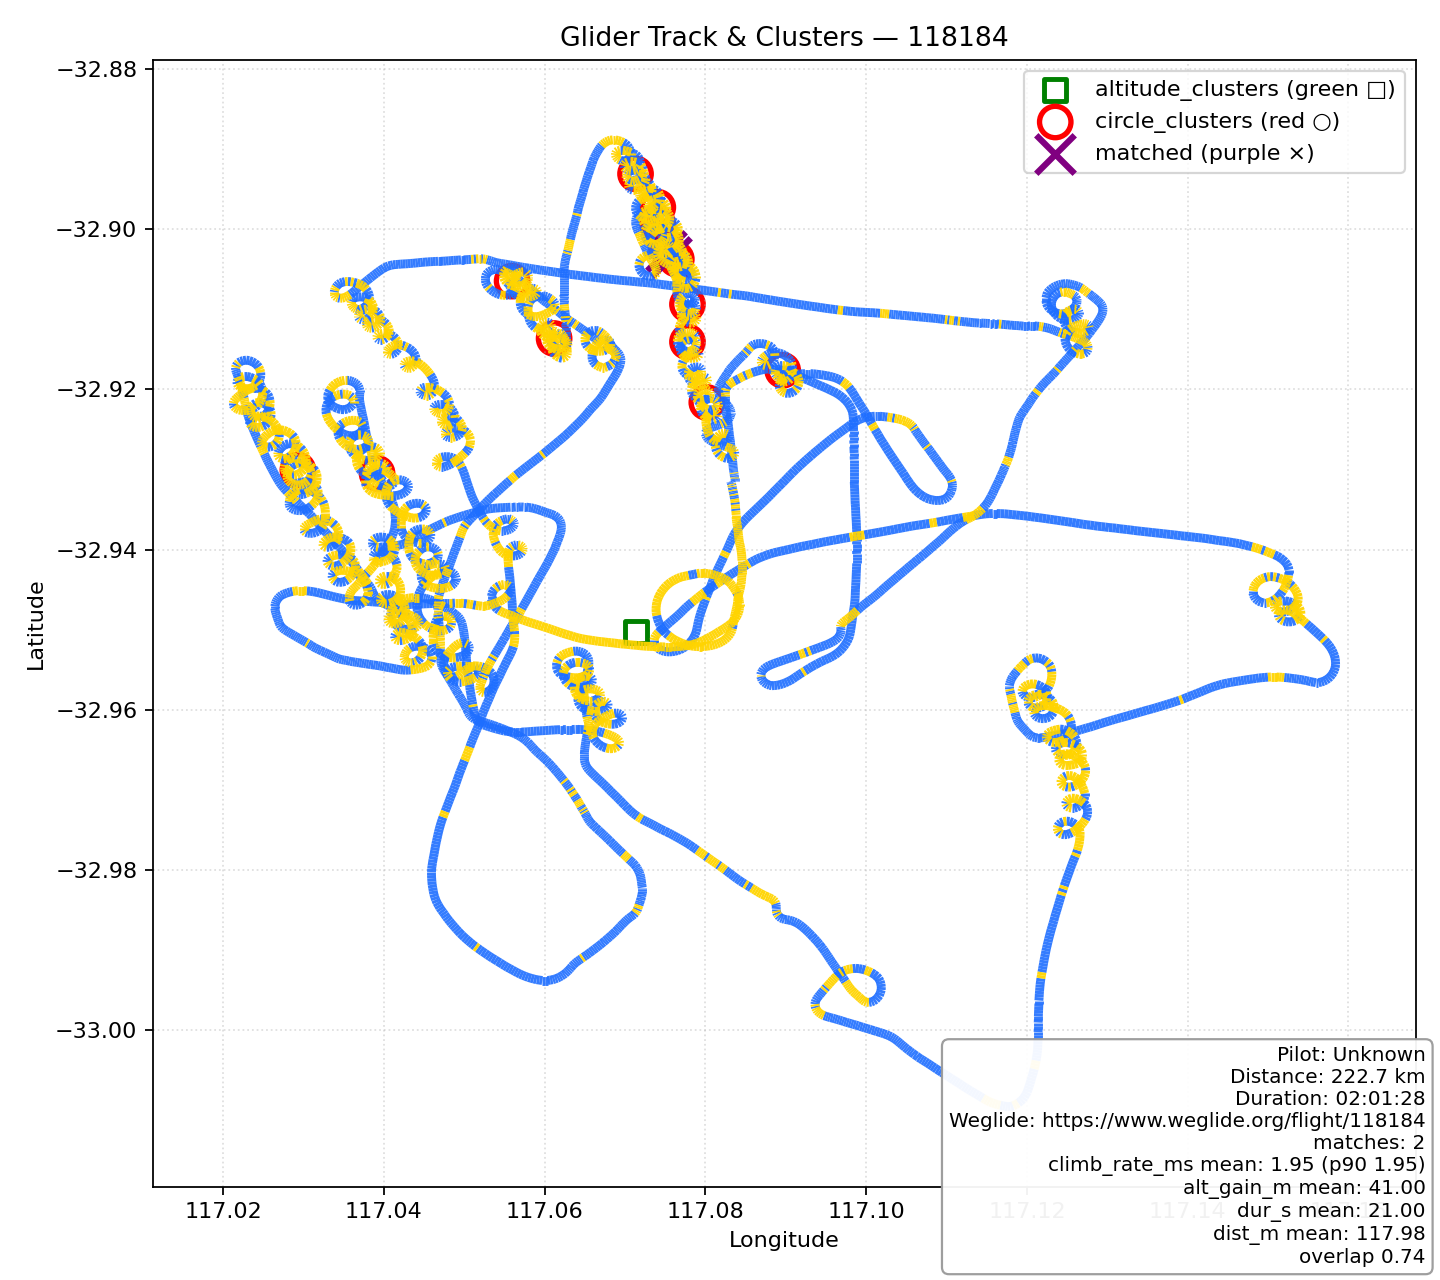 Glider Track & Clusters — 118184
altitude_clusters (green □)
circle_clusters (red ○)
matched (purple ×)
−32.88
−32.90
−32.92
−32.94
−32.96
−32.98
−33.00
Latitude
117.02
117.04
117.06
117.08
117.10
117.12
117.14
Longitude
Pilot: Unknown
Distance: 222.7 km
Duration: 02:01:28
Weglide: https://www.weglide.org/flight/118184
matches: 2
climb_rate_ms mean: 1.95 (p90 1.95)
alt_gain_m mean: 41.00
dur_s mean: 21.00
dist_m mean: 117.98
overlap 0.74